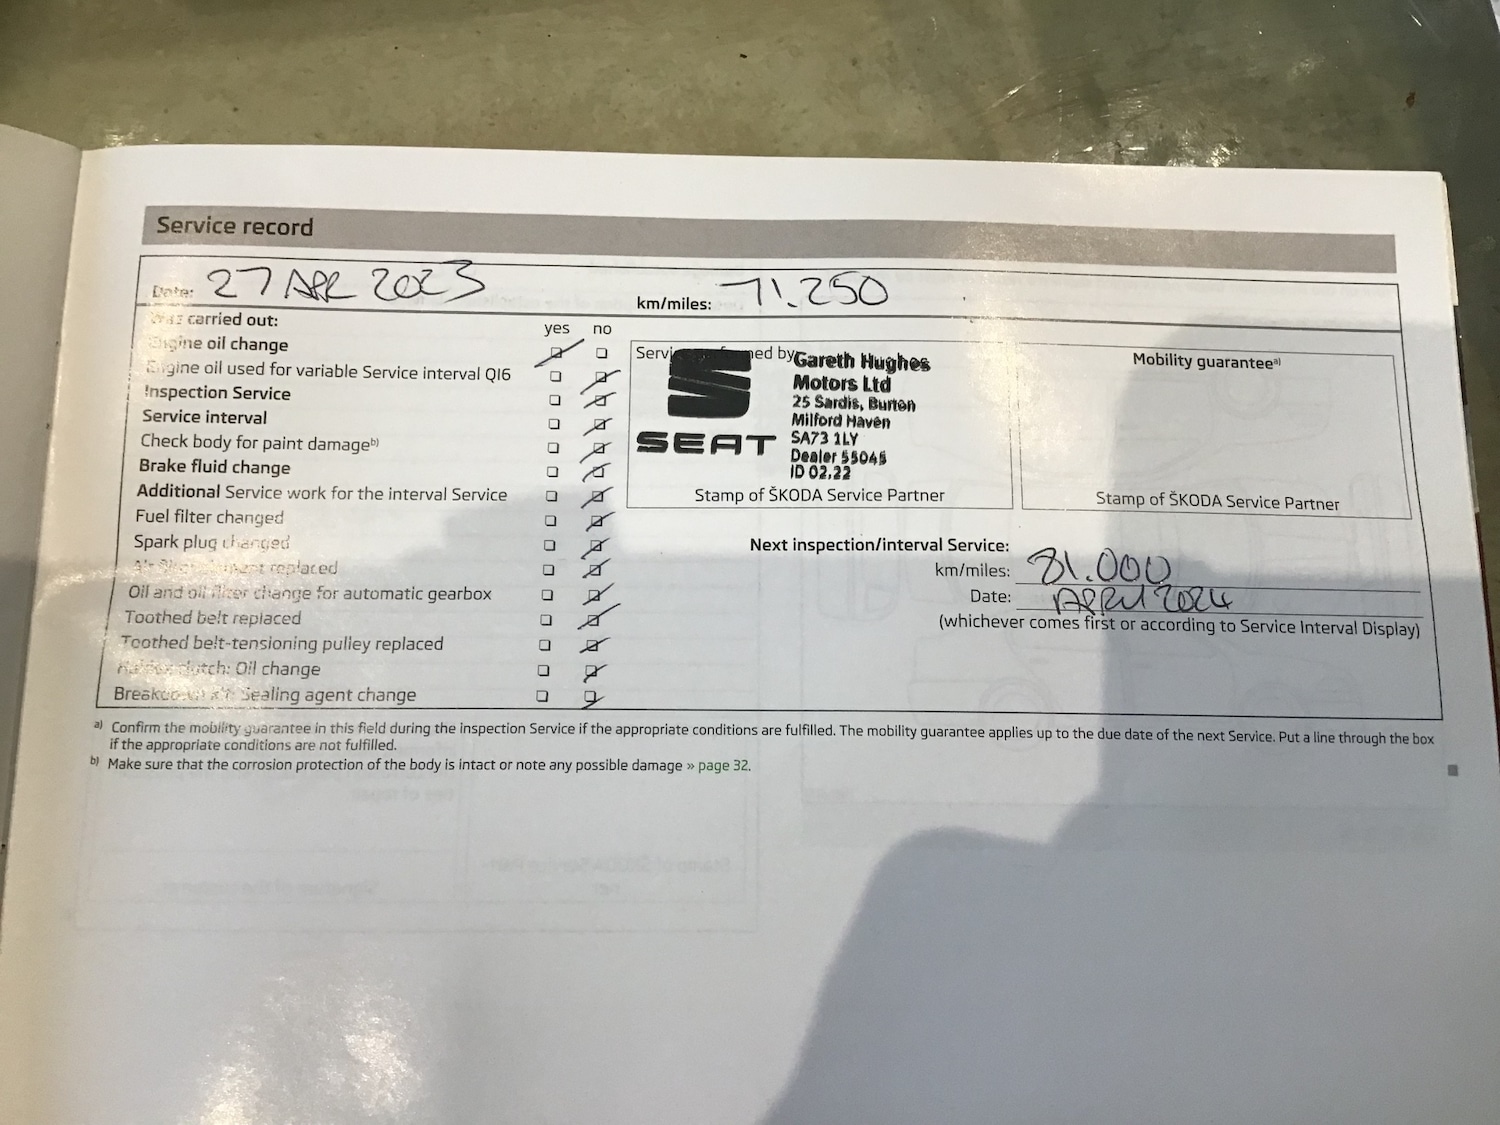 Service record
Date: 27 APR 2023
km/miles: 71.250
carried out:
yes no
Engine oil change
Engine oil used for variable Service interval QI6
Inspection Service
Service interval
Check body for paint damageᵇ⁾
Brake fluid change
Additional Service work for the interval Service
Fuel filter changed
Spark plug changed
replaced
Oil and oil filter change for automatic gearbox
Toothed belt replaced
Toothed belt-tensioning pulley replaced
clutch: Oil change
Sealing agent change
by
SEAT
Gareth Hughes
Motors Ltd
25 Sardis, Burton
Milford Haven
SA73 1LY
Dealer 55045
ID 02.22
Stamp of ŠKODA Service Partner
Mobility guaranteeᵃ⁾
Stamp of ŠKODA Service Partner
Next inspection/interval Service:
km/miles: 81.000
Date: APRIL 2024
(whichever comes first or according to Service Interval Display)
a) Confirm the mobility guarantee in this field during the inspection Service if the appropriate conditions are fulfilled. The mobility guarantee applies up to the due date of the next Service. Put a line through the box
if the appropriate conditions are not fulfilled.
b) Make sure that the corrosion protection of the body is intact or note any possible damage » page 32.